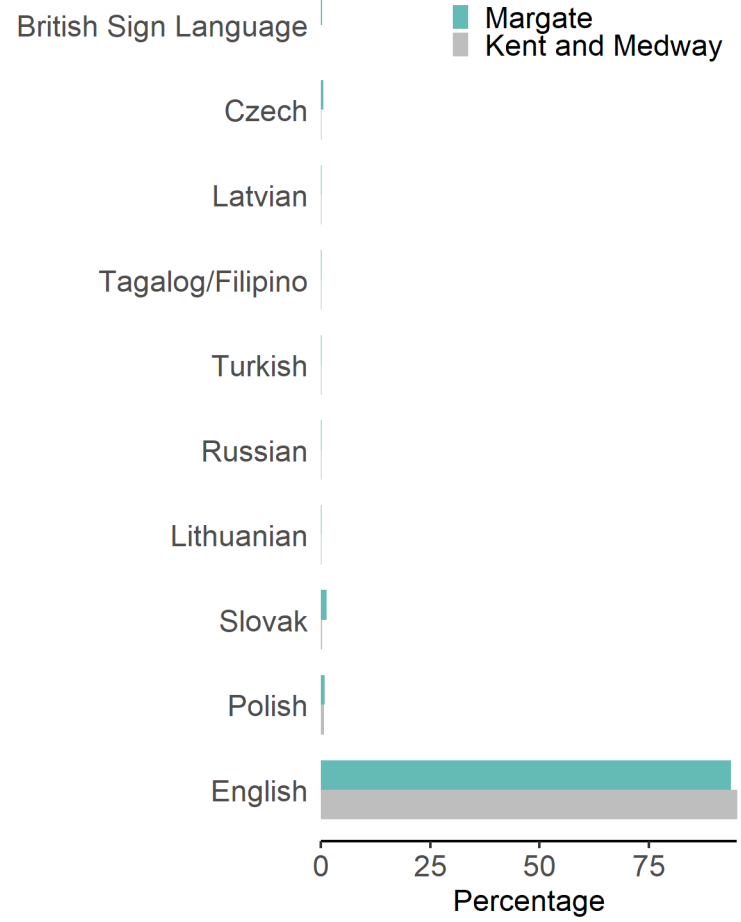 British Sign Language
Margate
Kent and Medway
Czech
Latvian
Tagalog/Filipino
Turkish
Russian
Lithuanian
Slovak
Polish
English
0 25 50 75
Percentage